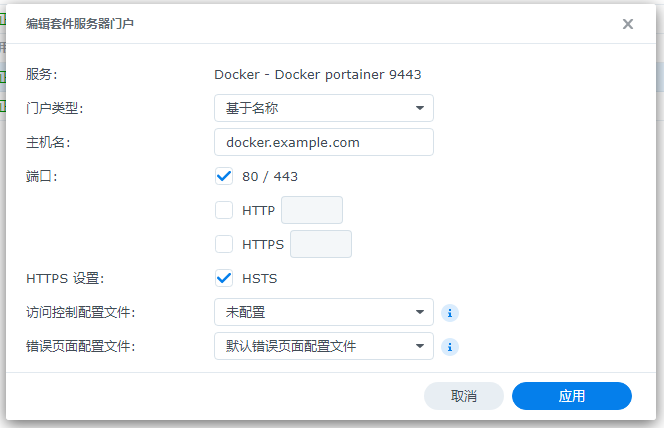 编辑套件服务器门户
服务: Docker - Docker portainer 9443
门户类型: 基于名称
主机名: docker.example.com
端口: 80 / 443
HTTP
HTTPS
HTTPS 设置: HSTS
访问控制配置文件: 未配置
错误页面配置文件: 默认错误页面配置文件
取消 应用